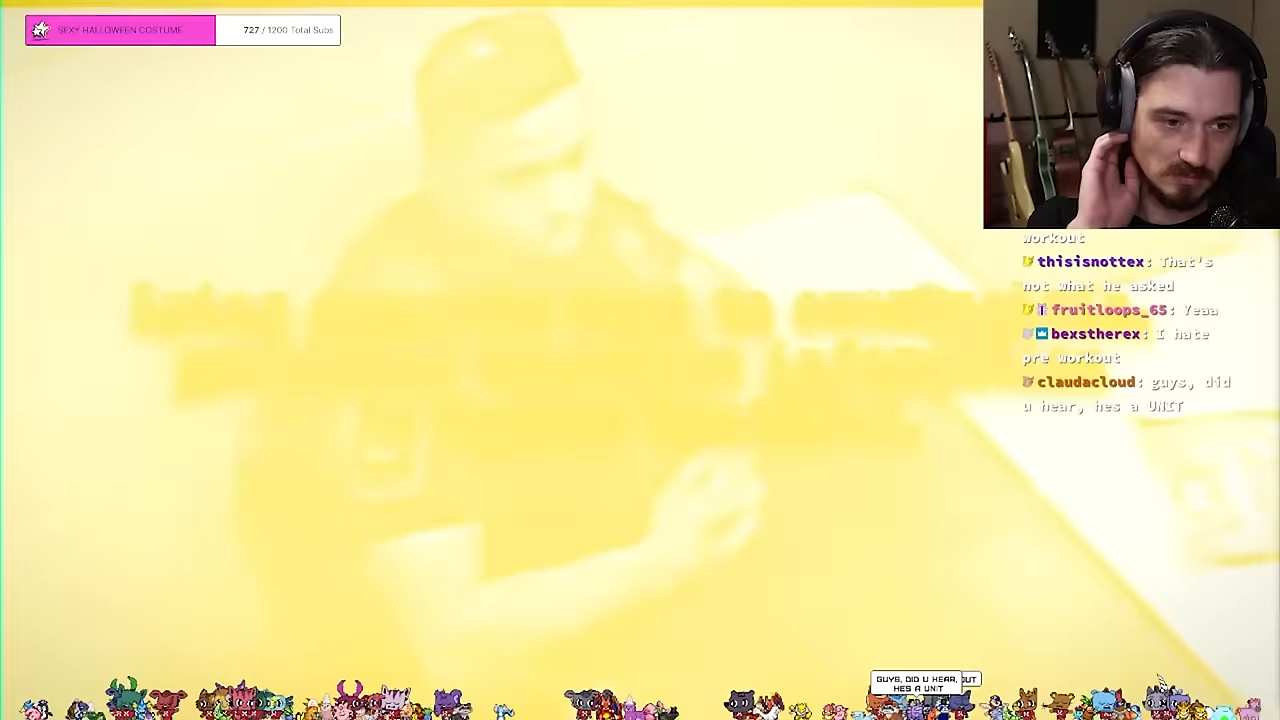 SEXY HALLOWEEN COSTUME 727 / 1200 Total Subs
workout
thisisnottex: That's
not what he asked
fruitloops_65: Yeaa
bexstherex: I hate
pre workout
claudacloud: guys, did
u hear, hes a UNIT
GUYS, DID U HEAR,
HES A UNIT